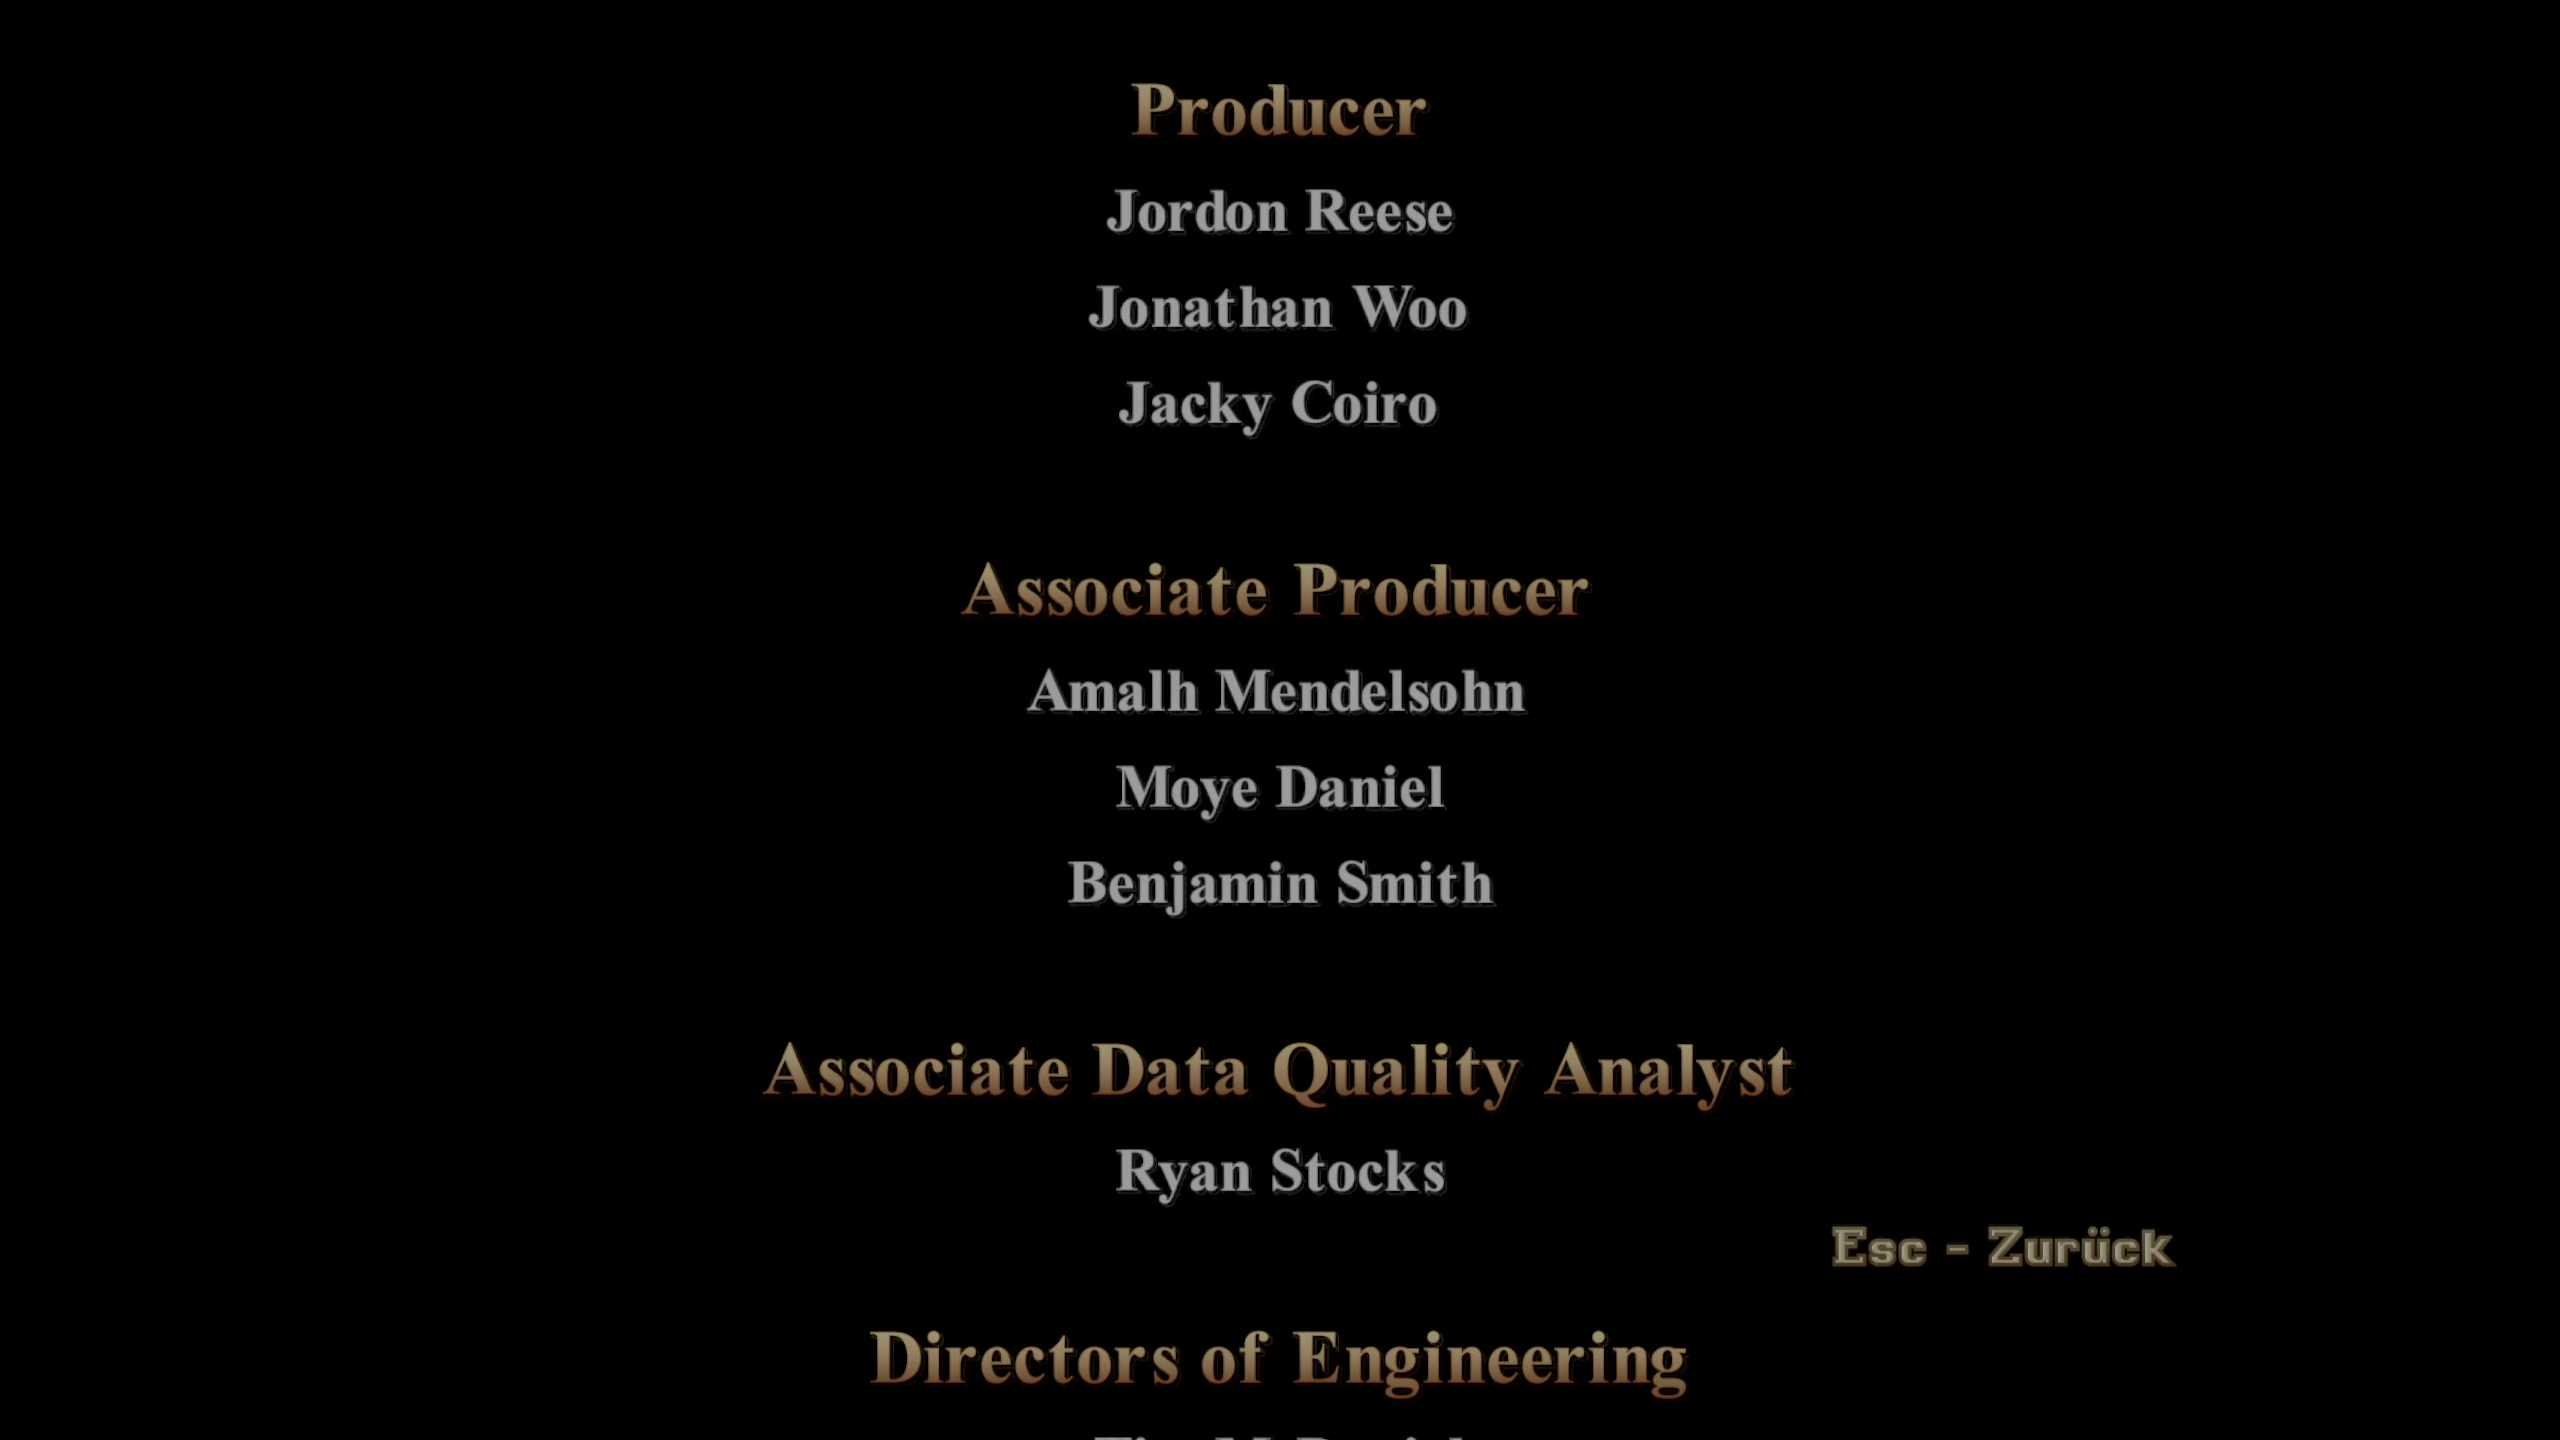 Producer
Jordon Reese
Jonathan Woo
Jacky Coiro
Associate Producer
Amalh Mendelsohn
Moye Daniel
Benjamin Smith
Associate Data Quality Analyst
Ryan Stocks
Esc - Zurück
Directors of Engineering